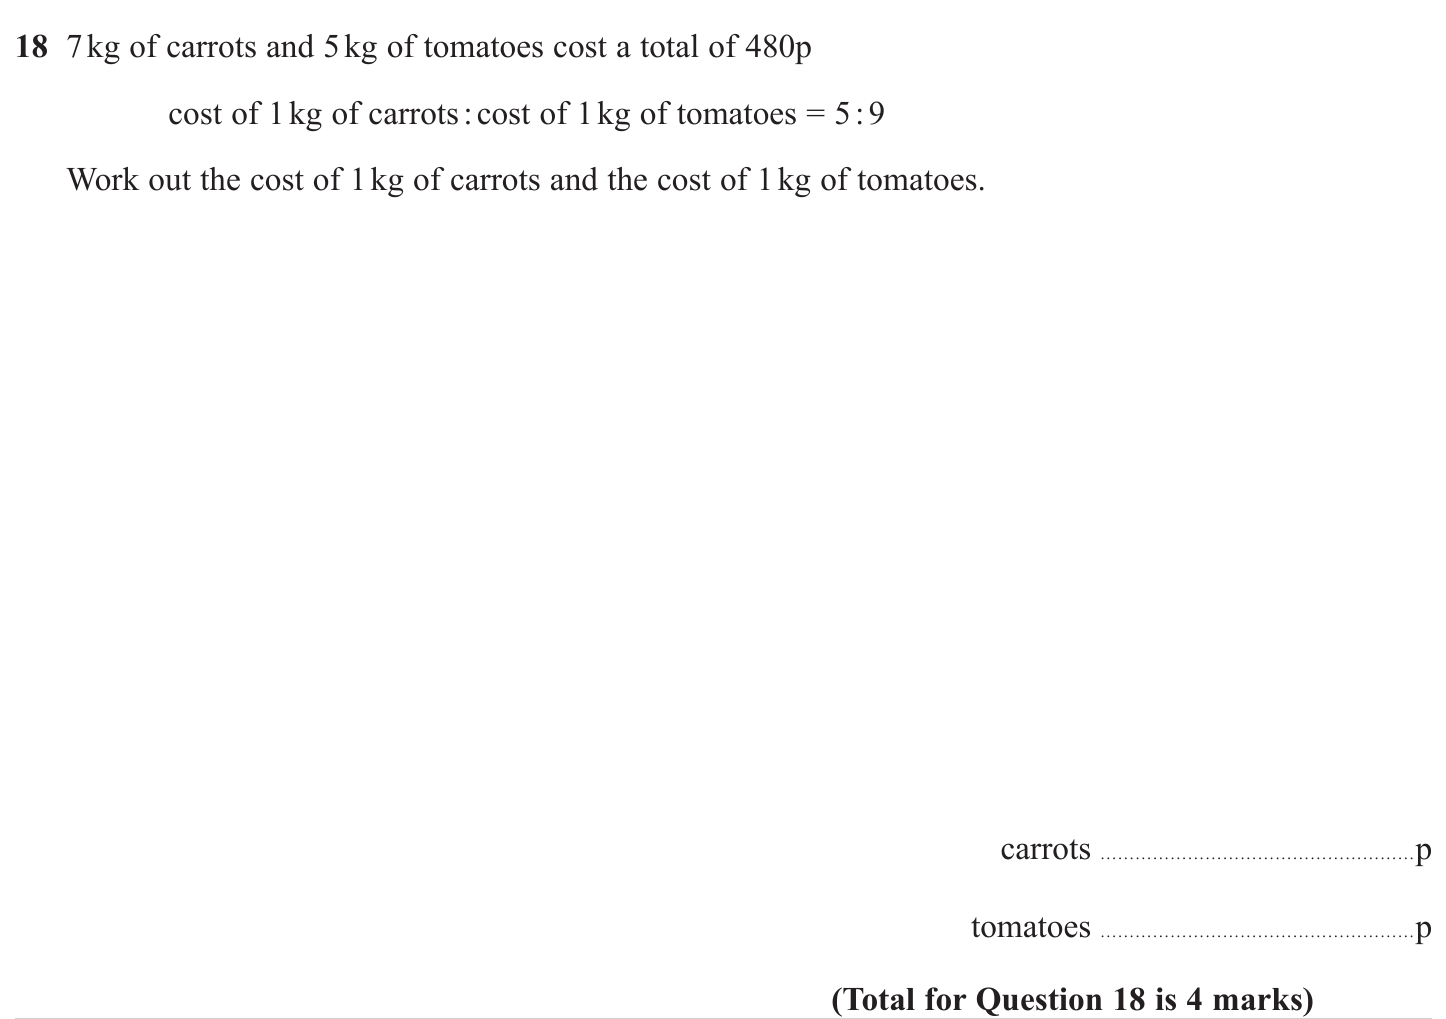 18 7 kg of carrots and 5 kg of tomatoes cost a total of 480p
cost of 1 kg of carrots : cost of 1 kg of tomatoes = 5 : 9
Work out the cost of 1 kg of carrots and the cost of 1 kg of tomatoes.
carrots ......................................................p
tomatoes ......................................................p
(Total for Question 18 is 4 marks)